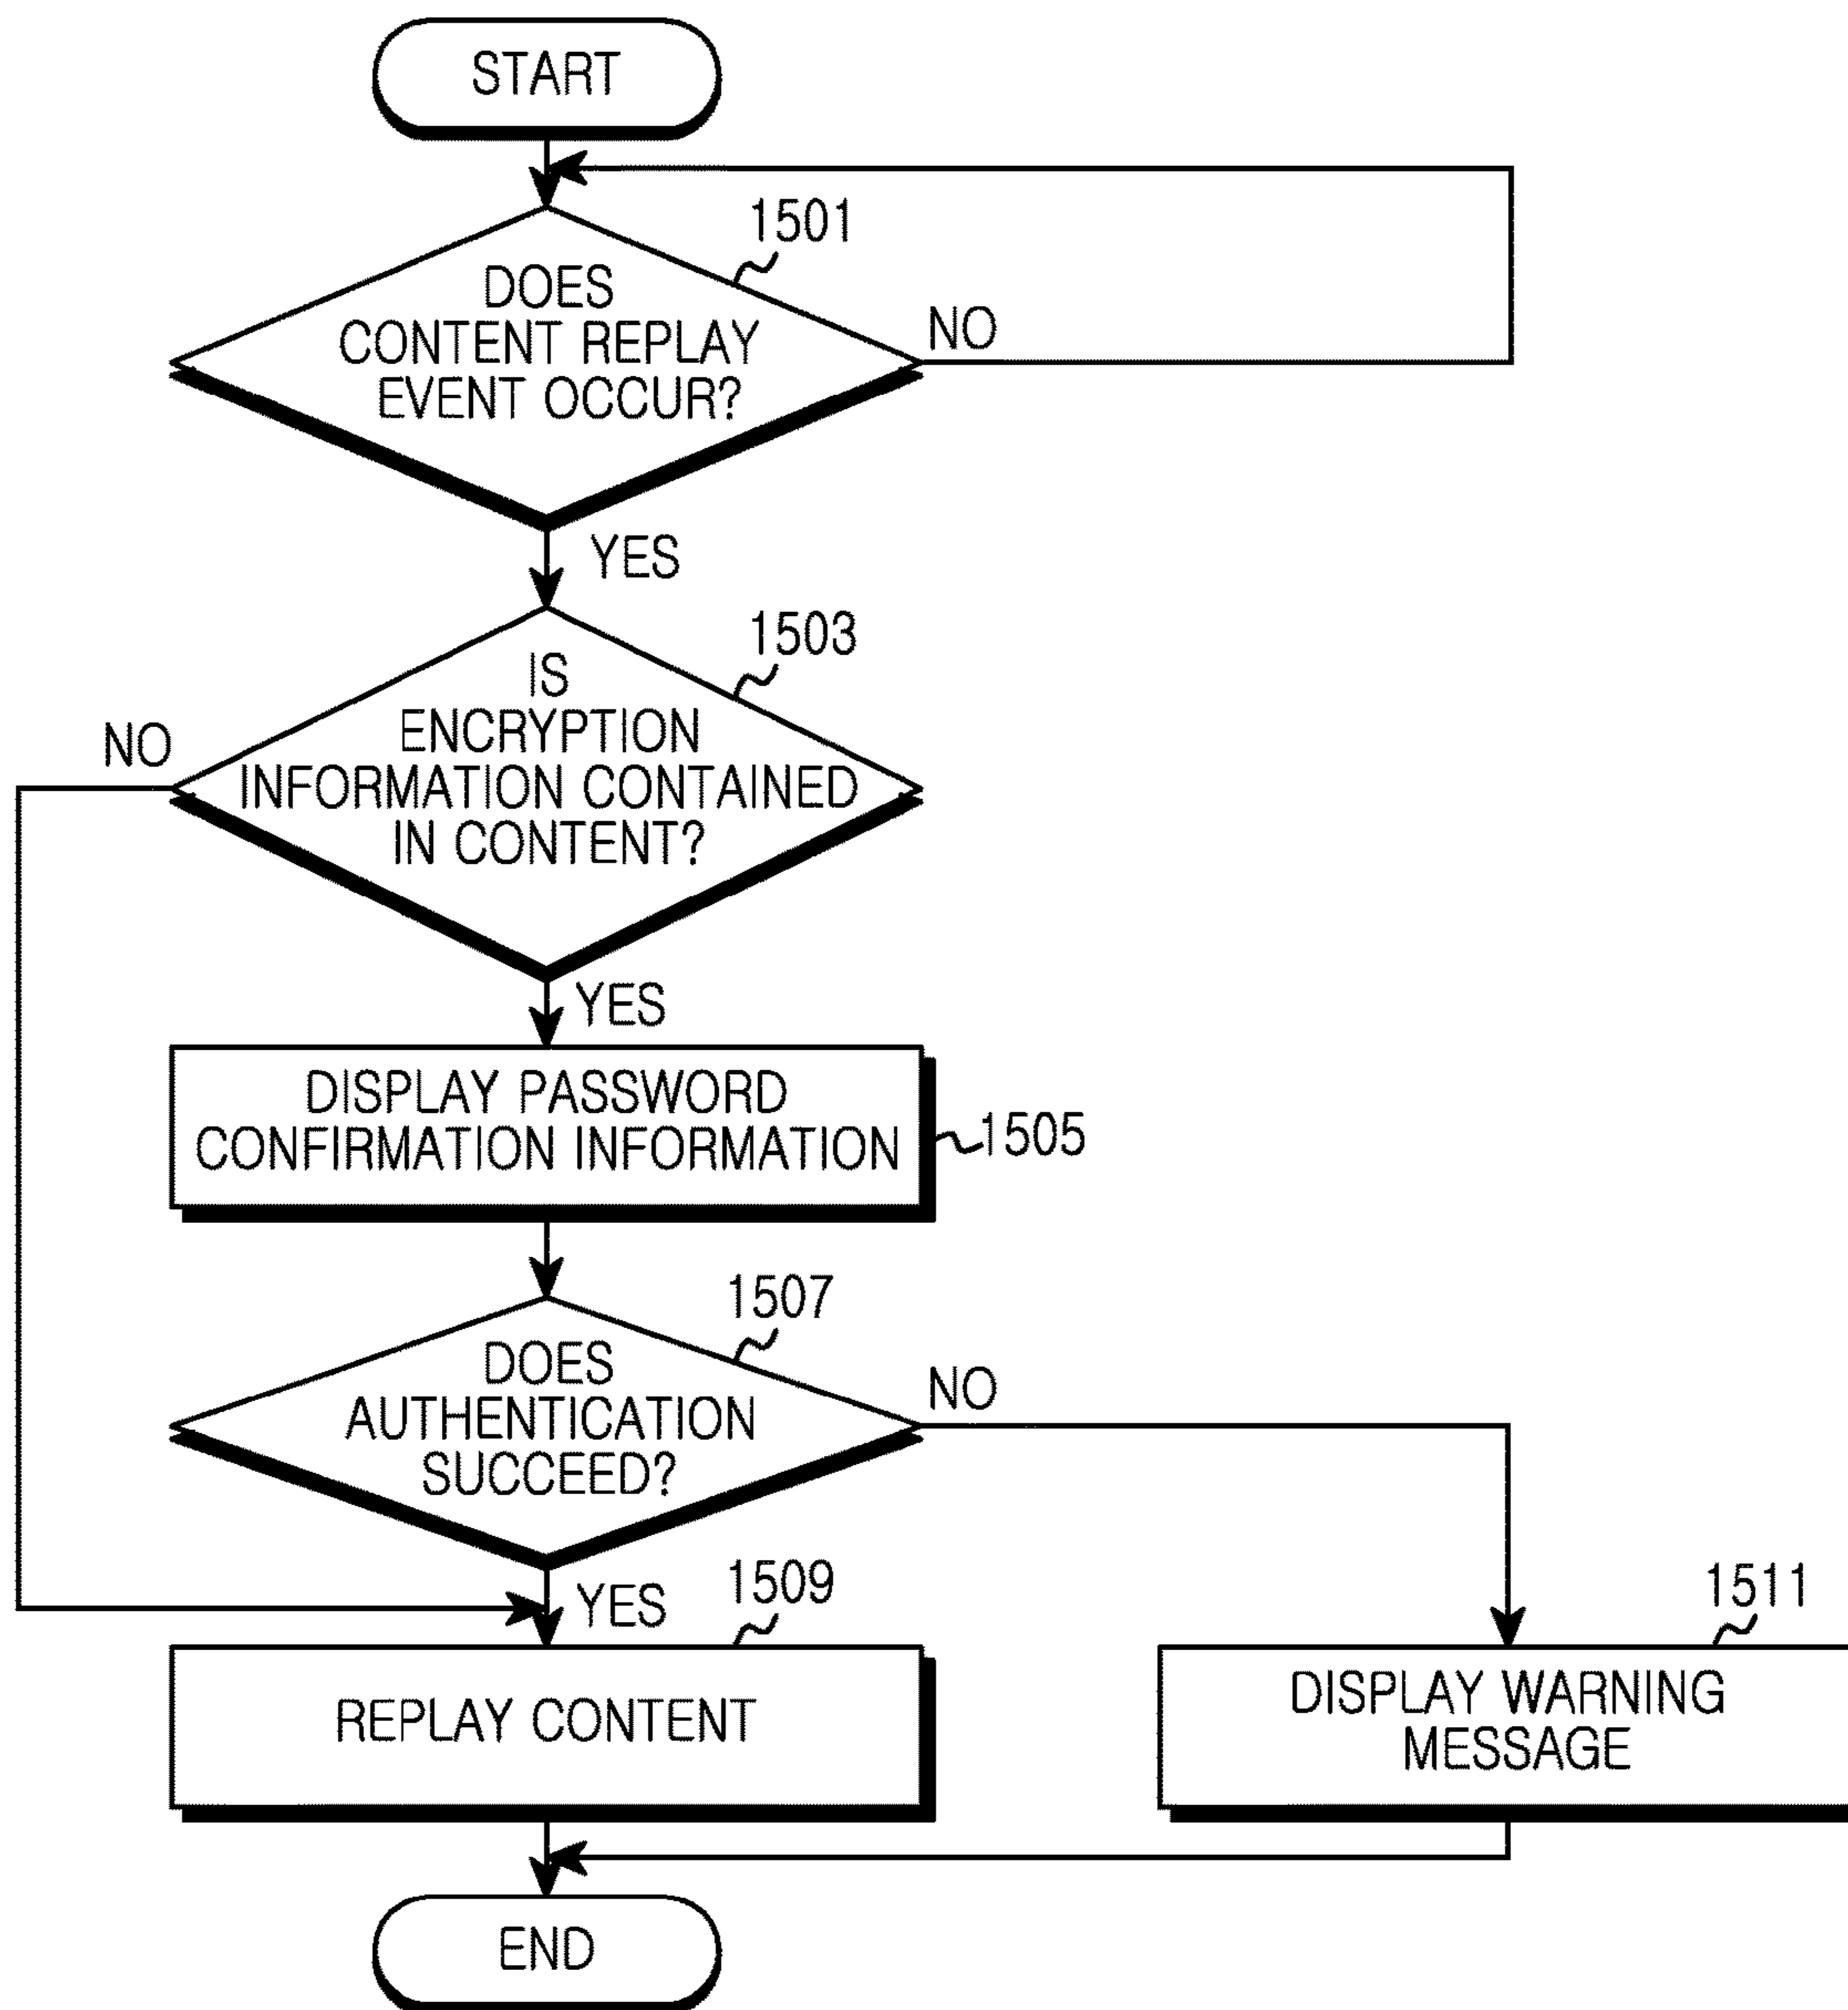 START
1501
DOES
CONTENT REPLAY
EVENT OCCUR?
NO
YES
1503
IS
ENCRYPTION
INFORMATION CONTAINED
IN CONTENT?
NO
YES
DISPLAY PASSWORD
CONFIRMATION INFORMATION
1505
1507
DOES
AUTHENTICATION
SUCCEED?
NO
YES
1509
REPLAY CONTENT
1511
DISPLAY WARNING
MESSAGE
END